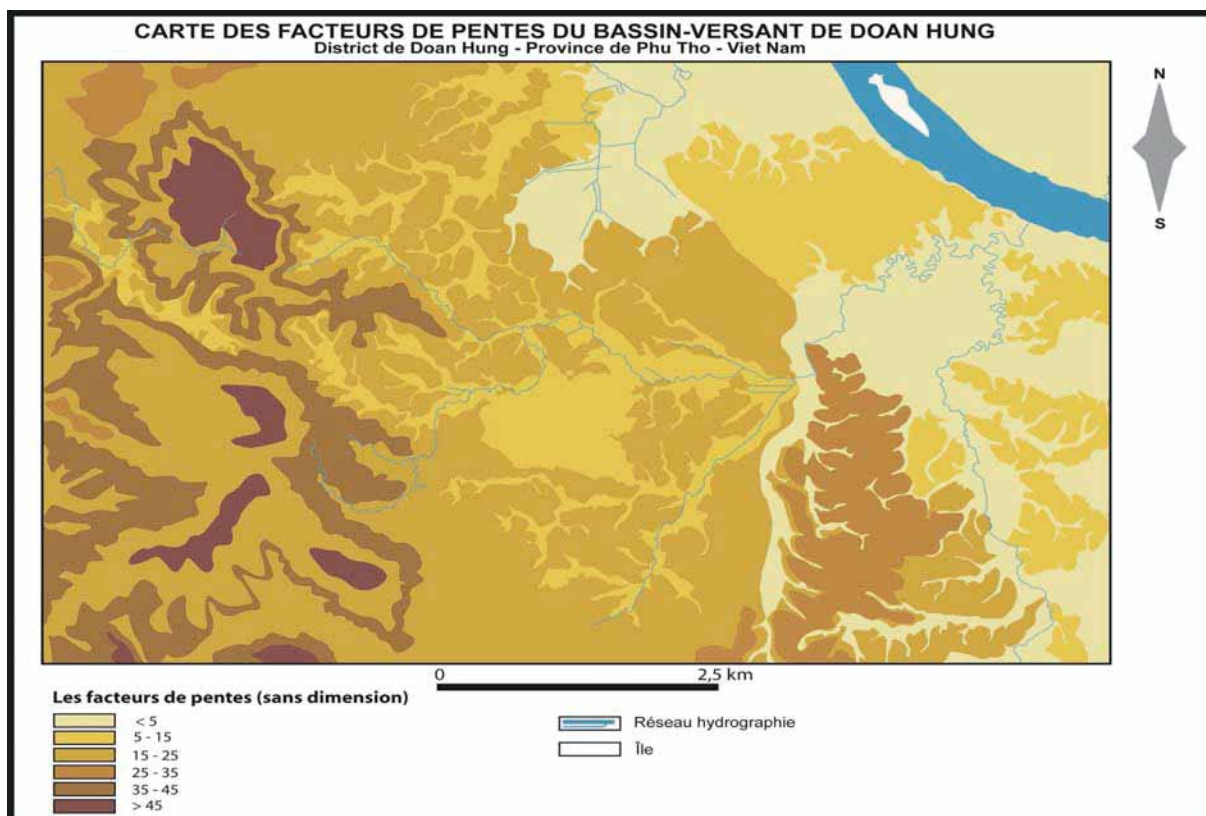 CARTE DES FACTEURS DE PENTES DU BASSIN-VERSANT DE DOAN HUNG
District de Doan Hung - Province de Phu Tho - Viet Nam
N
S
0 2,5 km
Les facteurs de pentes (sans dimension)
< 5
5 - 15
15 - 25
25 - 35
35 - 45
> 45
Réseau hydrographie
Île